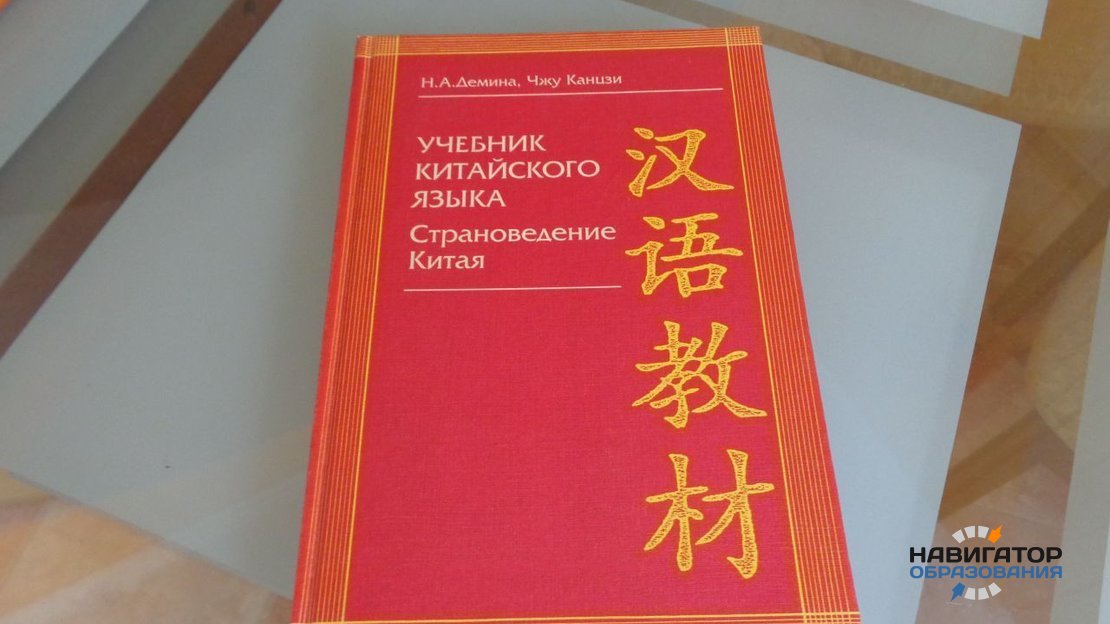 Н.А.Демина, Чжу Канцзи
УЧЕБНИК
КИТАЙСКОГО
ЯЗЫКА
Страноведение
Китая
汉语教材
НАВИГАТОР
ОБРАЗОВАНИЯ